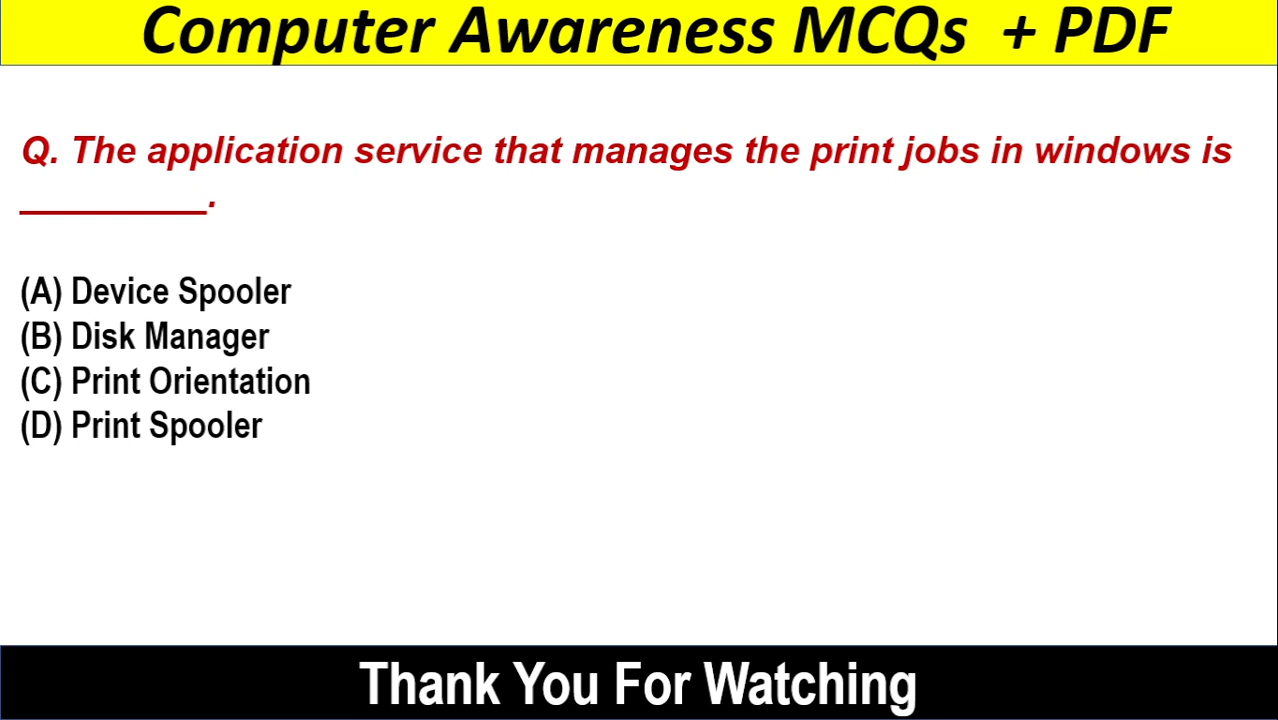 Computer Awareness MCQs + PDF
Q. The application service that manages the print jobs in windows is
_________.
(A) Device Spooler
(B) Disk Manager
(C) Print Orientation
(D) Print Spooler
Thank You For Watching